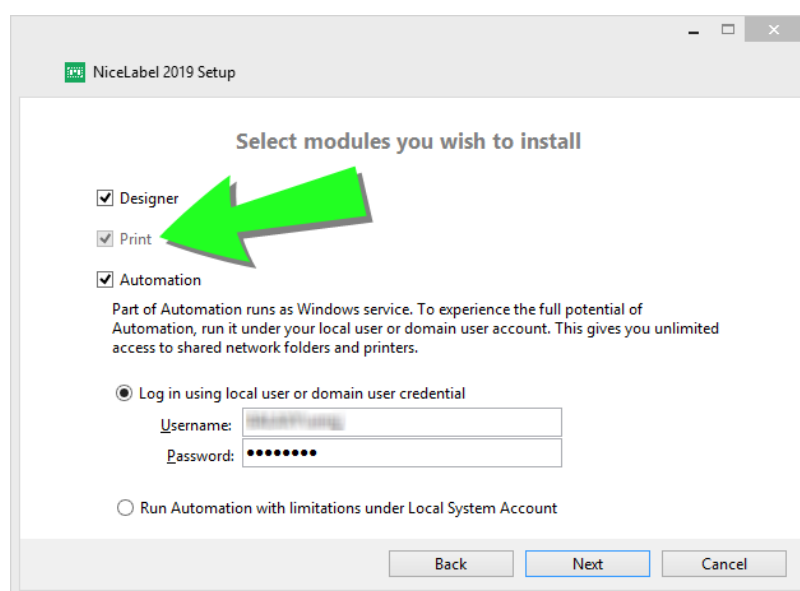 NiceLabel 2019 Setup
Select modules you wish to install
Designer
Print
Automation
Part of Automation runs as Windows service. To experience the full potential of
Automation, run it under your local user or domain user account. This gives you unlimited
access to shared network folders and printers.
Log in using local user or domain user credential
Username:
Password:
Run Automation with limitations under Local System Account
Back Next Cancel